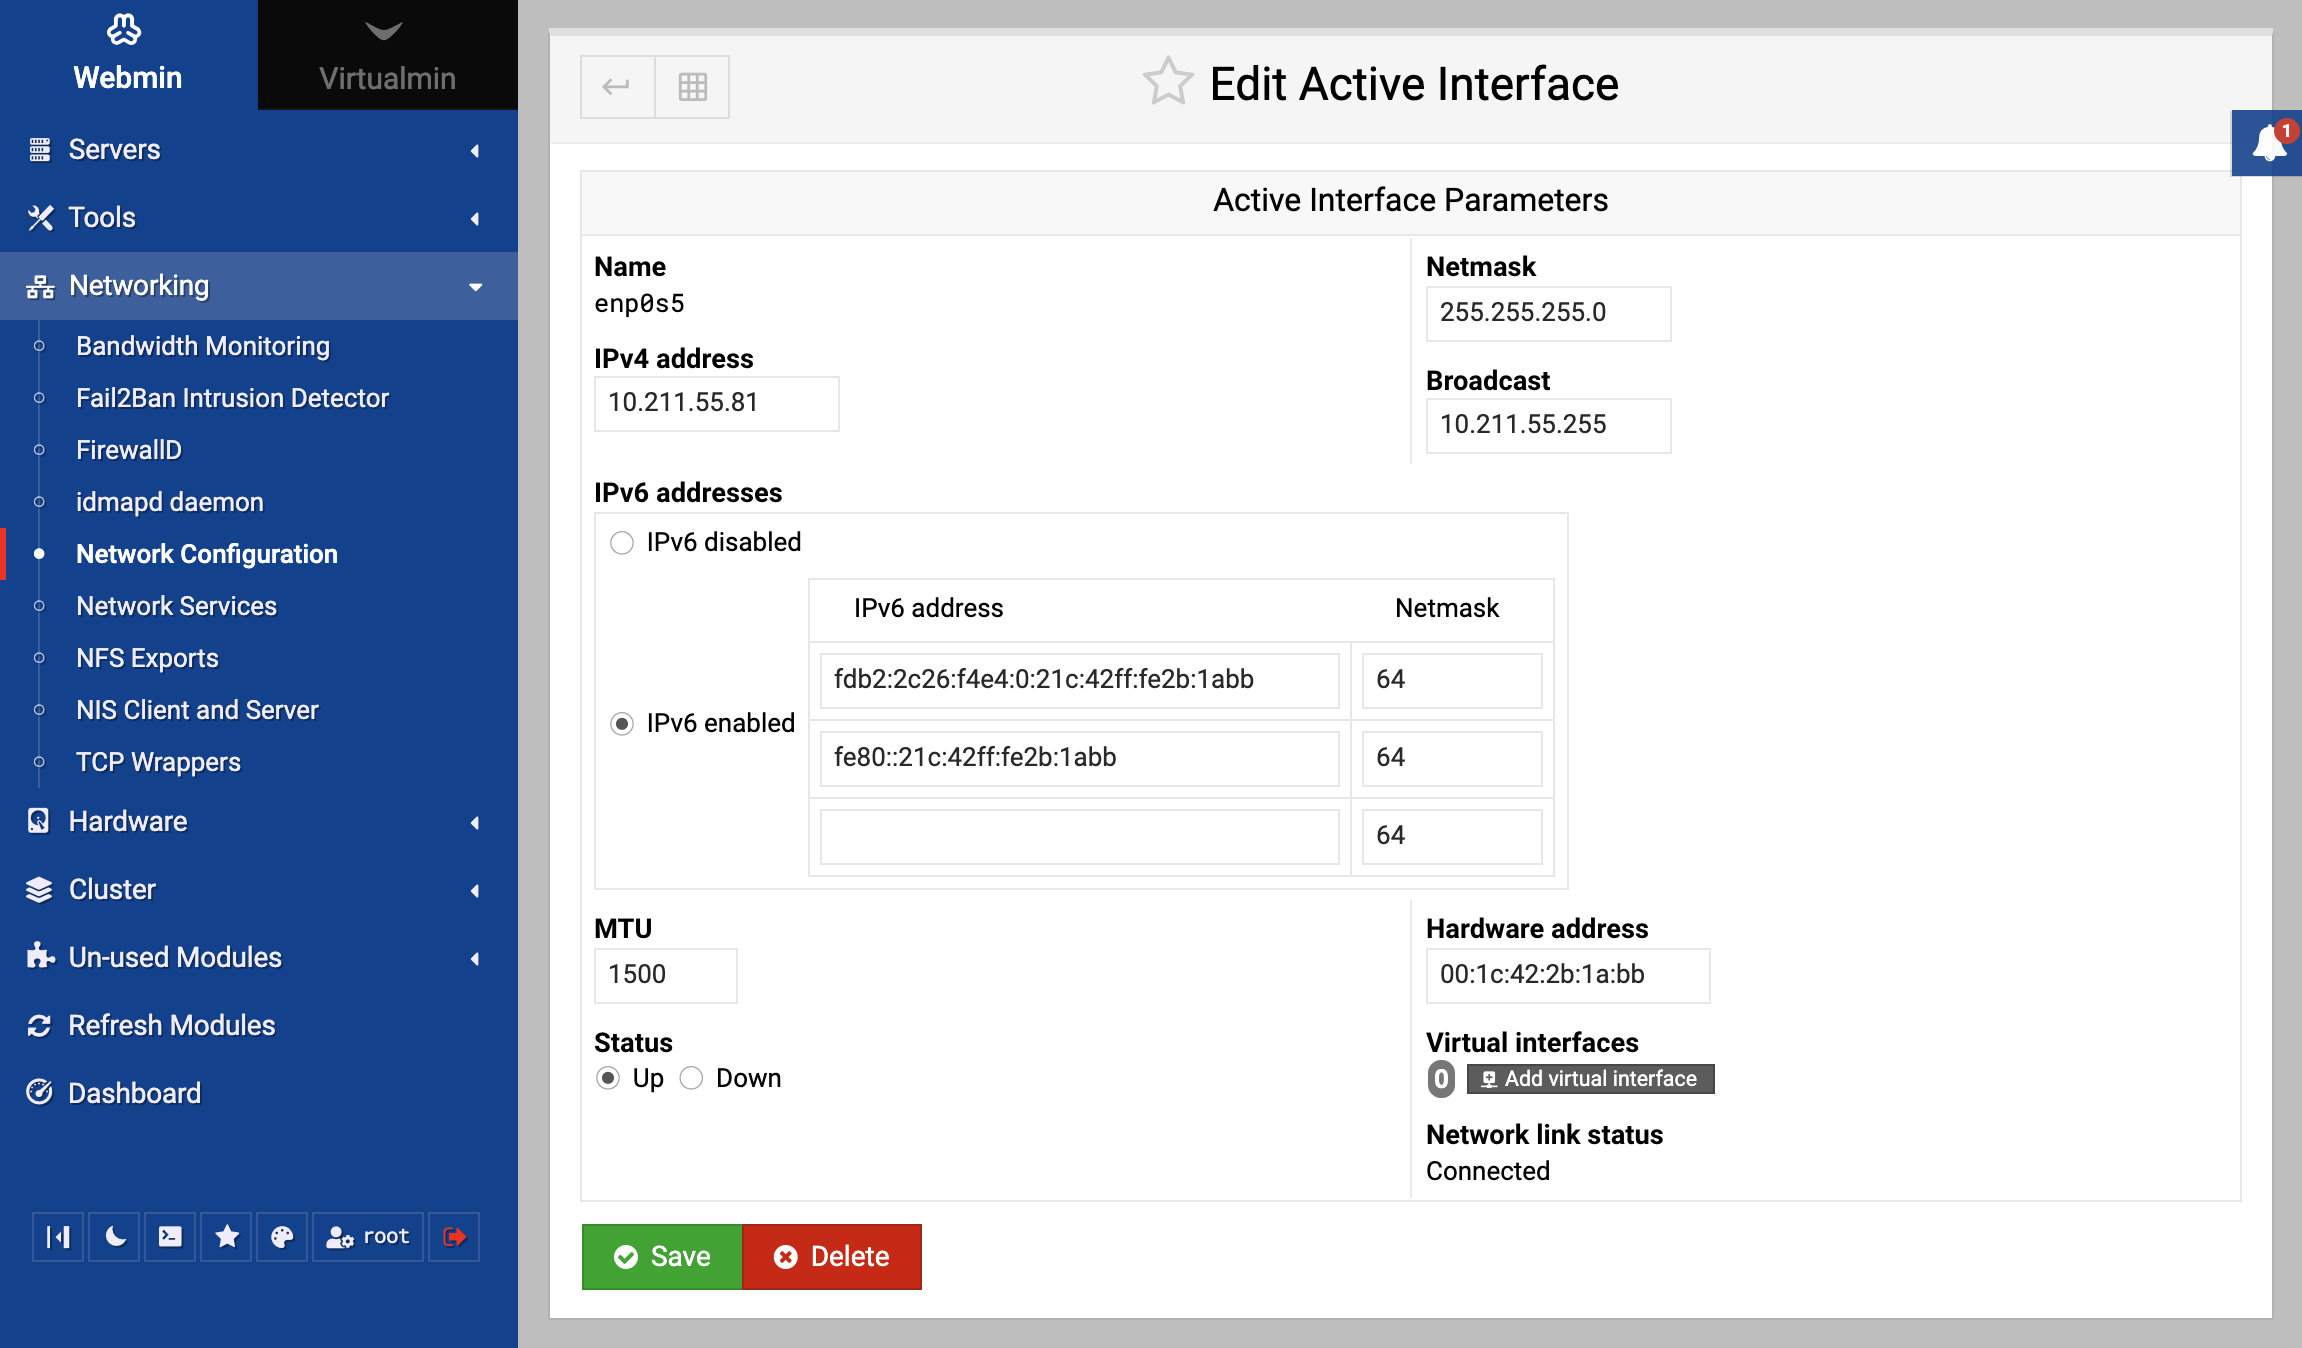 Webmin
Virtualmin
Servers
Tools
Networking
Bandwidth Monitoring
Fail2Ban Intrusion Detector
FirewallD
idmapd daemon
Network Configuration
Network Services
NFS Exports
NIS Client and Server
TCP Wrappers
Hardware
Cluster
Un-used Modules
Refresh Modules
Dashboard
root
Edit Active Interface
1
Active Interface Parameters
Name
enp0s5
IPv4 address
10.211.55.81
Netmask
255.255.255.0
Broadcast
10.211.55.255
IPv6 addresses
IPv6 disabled
IPv6 enabled
IPv6 address Netmask
fdb2:2c26:f4e4:0:21c:42ff:fe2b:1abb 64
fe80::21c:42ff:fe2b:1abb 64
64
MTU
1500
Hardware address
00:1c:42:2b:1a:bb
Status
Up Down
Virtual interfaces
0 Add virtual interface
Network link status
Connected
Save Delete